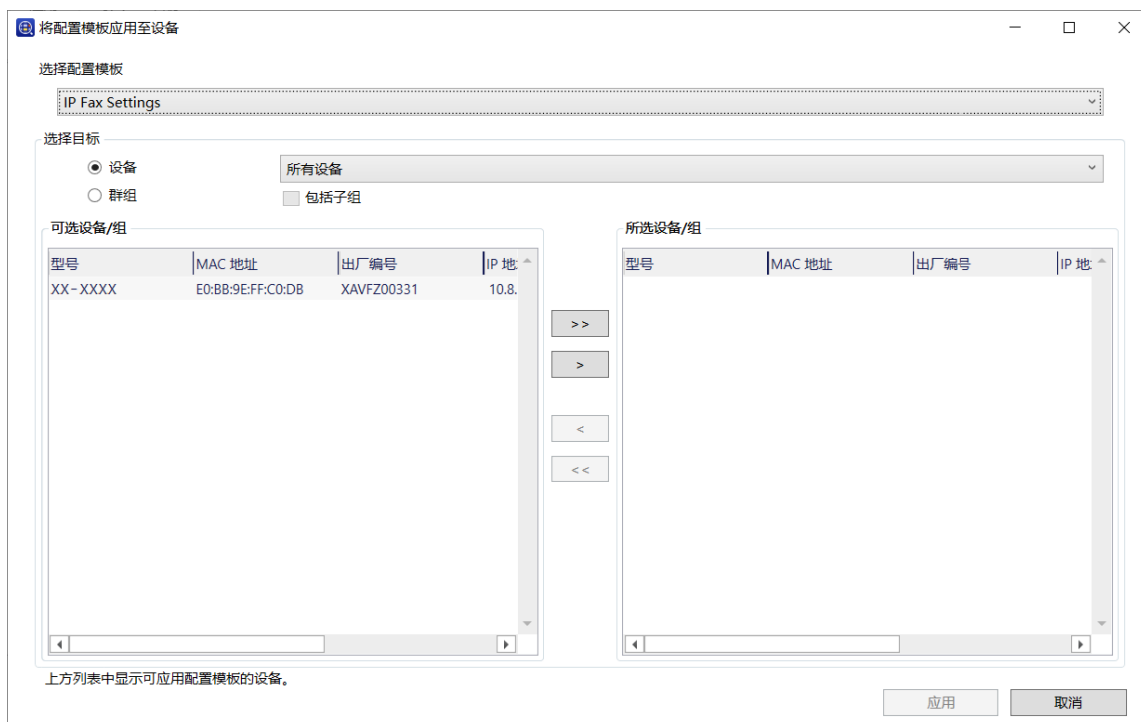 将配置模板应用至设备
选择配置模板
IP Fax Settings
选择目标
设备 所有设备
群组 包括子组
可选设备/组 所选设备/组
型号 MAC 地址 出厂编号 IP 地 型号 MAC 地址 出厂编号 IP 地
XX-XXXX E0:BB:9E:FF:C0:DB XAVFZ00331 10.8.
>>
>
<
<<
上方列表中显示可应用配置模板的设备。
应用 取消